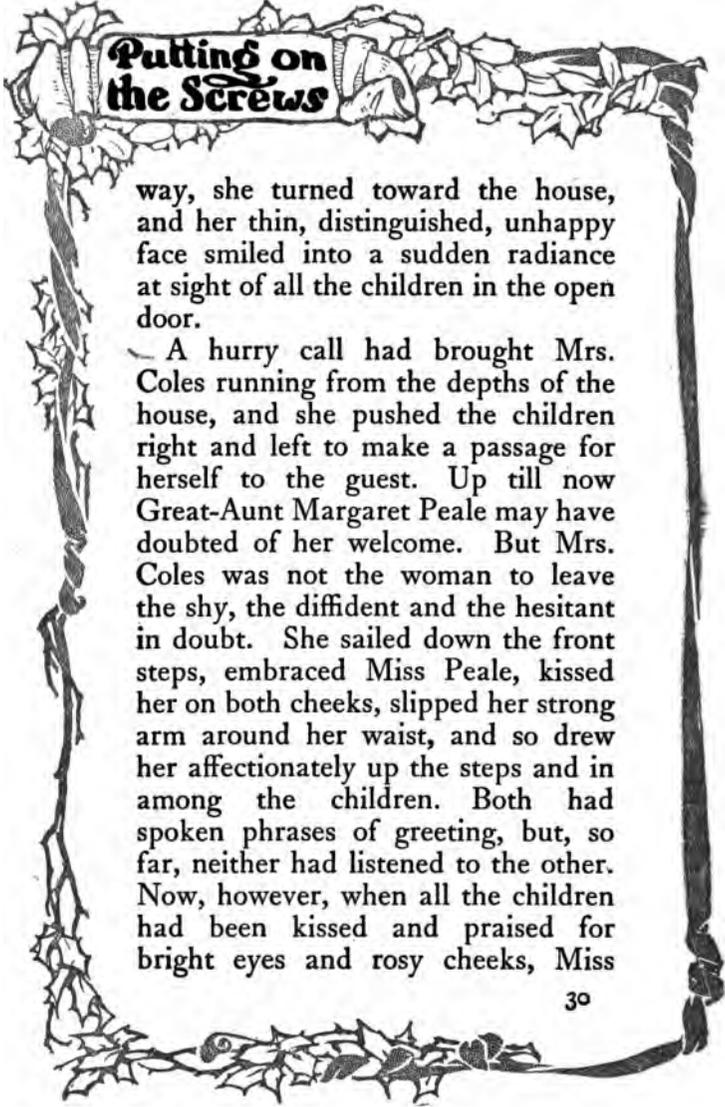 Putting on
the Screws
way, she turned toward the house,
and her thin, distinguished, unhappy
face smiled into a sudden radiance
at sight of all the children in the open
door.
A hurry call had brought Mrs.
Coles running from the depths of the
house, and she pushed the children
right and left to make a passage for
herself to the guest. Up till now
Great-Aunt Margaret Peale may have
doubted of her welcome. But Mrs.
Coles was not the woman to leave
the shy, the diffident and the hesitant
in doubt. She sailed down the front
steps, embraced Miss Peale, kissed
her on both cheeks, slipped her strong
arm around her waist, and so drew
her affectionately up the steps and in
among the children. Both had
spoken phrases of greeting, but, so
far, neither had listened to the other.
Now, however, when all the children
had been kissed and praised for
bright eyes and rosy cheeks, Miss
30